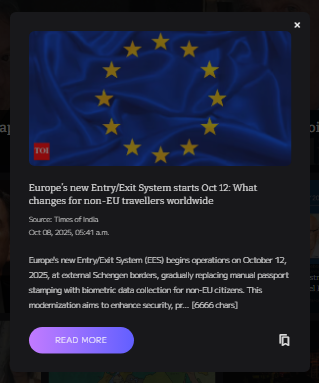 ×
TOI
Europe's new Entry/Exit System starts Oct 12: What
changes for non-EU travellers worldwide
Source: Times of India
Oct 08, 2025, 05:41 a.m.
Europe's new Entry/Exit System (EES) begins operations on October 12,
2025, at external Schengen borders, gradually replacing manual passport
stamping with biometric data collection for non-EU citizens. This
modernization aims to enhance security, pr... [6666 chars]
READ MORE